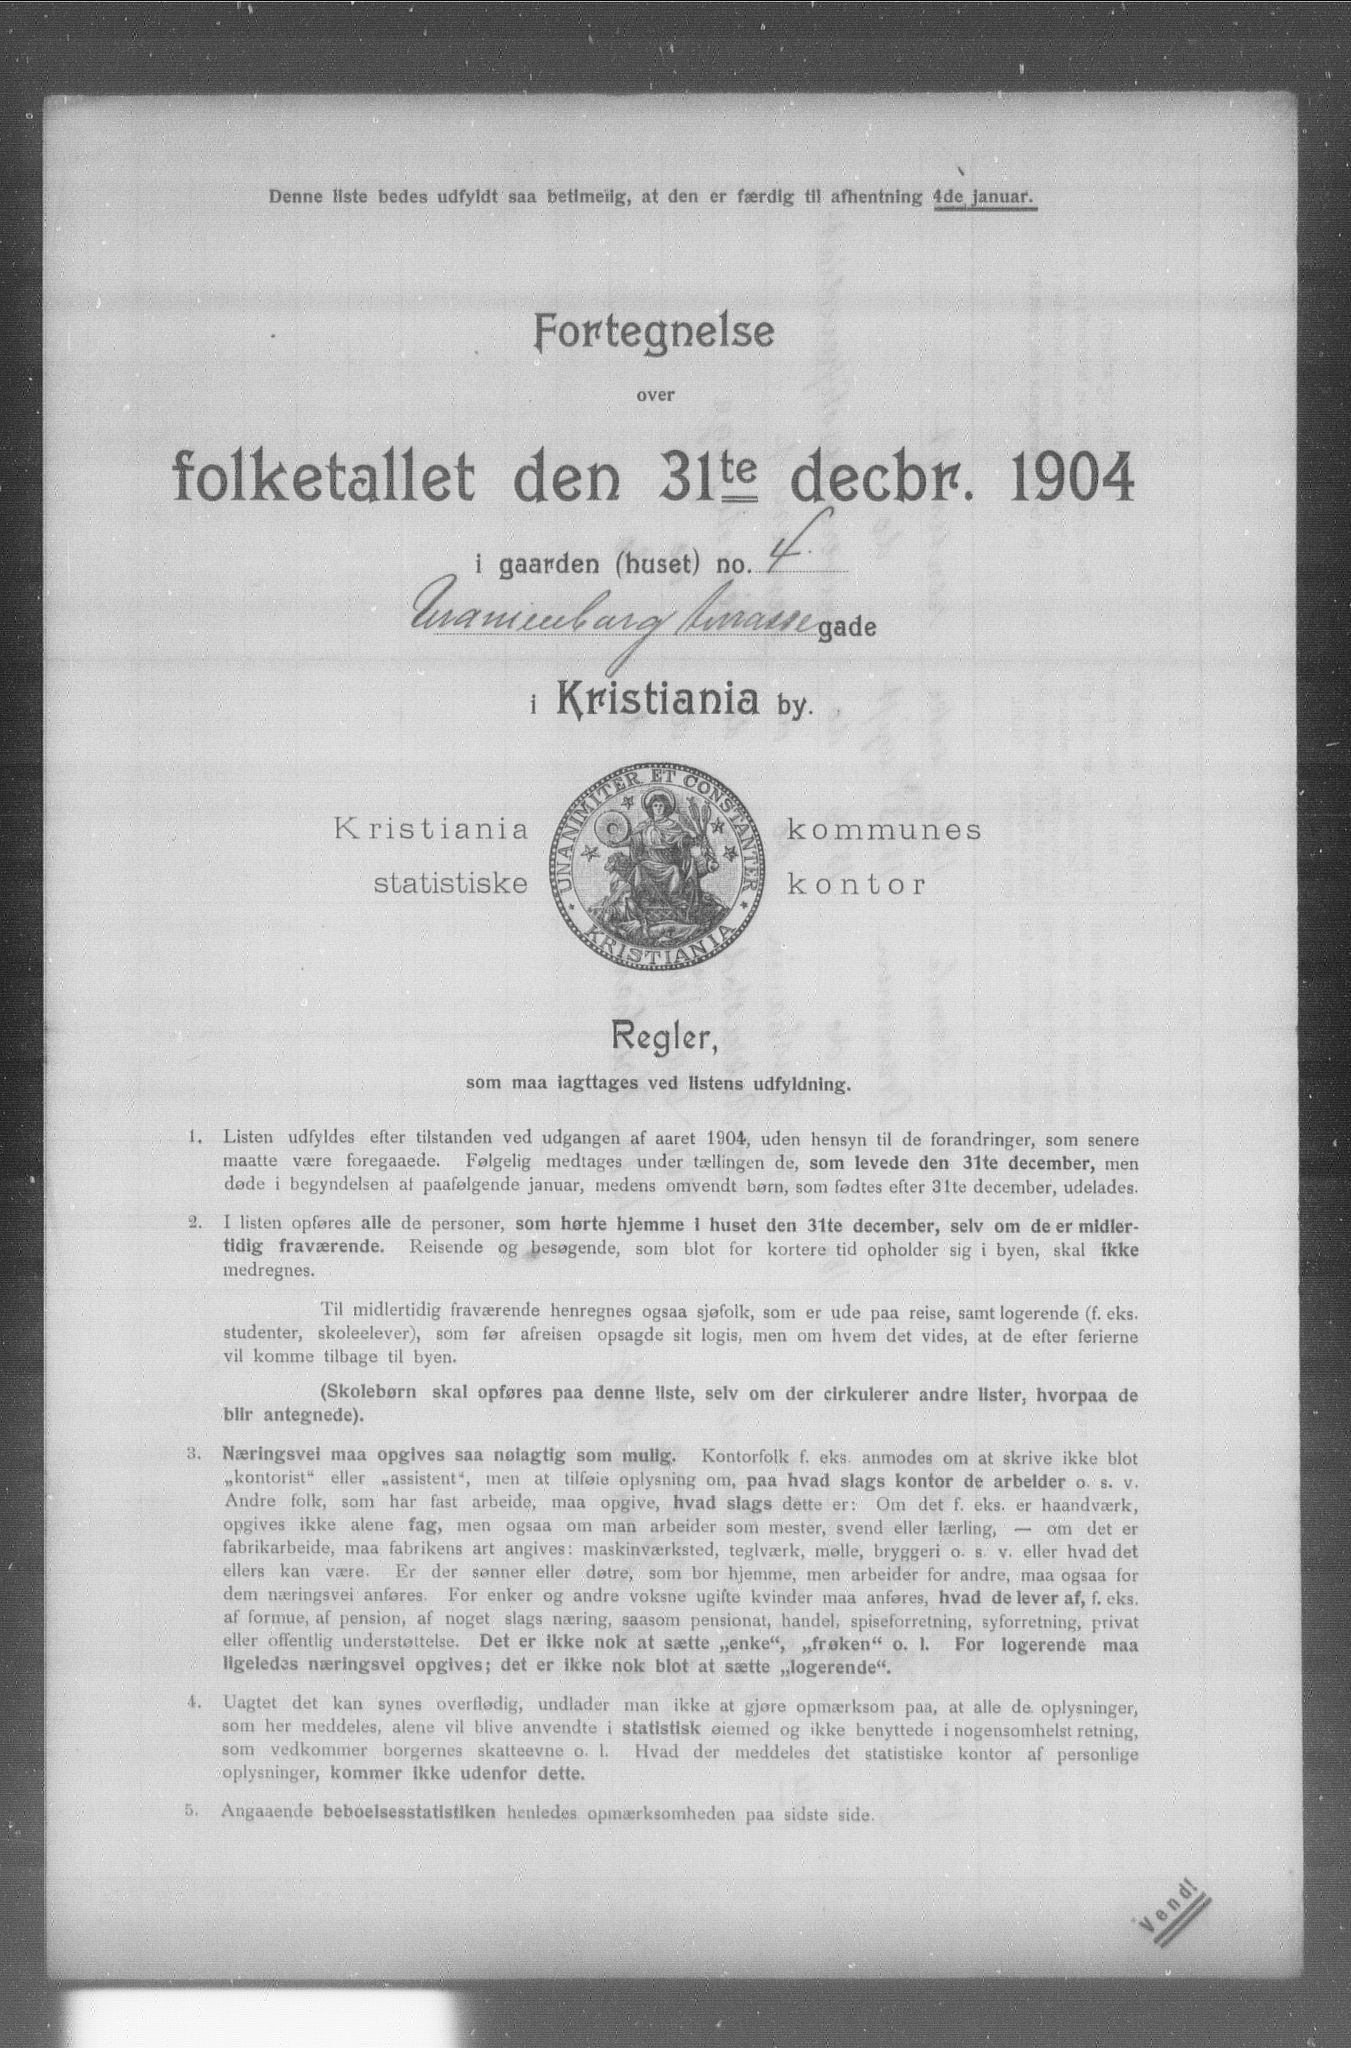 Denne liste bedes udfyldt saa betimelig, at den er færdig til afhentning 4de januar.
Fortegnelse
over
folketallet den 31te decbr. 1904
i gaarden (huset) no. 4.
Uranienborg terrasse gade
i Kristiania by.
Kristiania kommunes
statistiske kontor
UNANIMITER ET CONSTANTER
KRISTIANIA
Regler,
som maa iagttages ved listens udfyldning.
1. Listen udfyldes efter tilstanden ved udgangen af aaret 1904, uden hensyn til de forandringer, som senere
maatte være foregaaede. Følgelig medtages under tællingen de, som levede den 31te december, men
døde i begyndelsen af paafølgende januar, medens omvendt børn, som fødtes efter 31te december, udelades.
2. I listen opføres alle de personer, som hørte hjemme i huset den 31te december, selv om de er midler-
tidig fraværende. Reisende og besøgende, som blot for kortere tid opholder sig i byen, skal ikke
medregnes.
Til midlertidig fraværende henregnes ogsaa sjøfolk, som er ude paa reise, samt logerende (f. eks.
studenter, skoleelever), som før afreisen opsagde sit logis, men om hvem det vides, at de efter ferierne
vil komme tilbage til byen.
(Skolebørn skal opføres paa denne liste, selv om der cirkulerer andre lister, hvorpaa de
blir antegnede).
3. Næringsvei maa opgives saa nøiagtig som mulig. Kontorfolk f. eks. anmodes om at skrive ikke blot
„kontorist“ eller „assistent“, men at tilføie oplysning om, paa hvad slags kontor de arbeider o. s. v.
Andre folk, som har fast arbeide, maa opgive, hvad slags dette er: Om det f. eks. er haandværk,
opgives ikke alene fag, men ogsaa om man arbeider som mester, svend eller lærling, — om det er
fabrikarbeide, maa fabrikens art angives: maskinværksted, teglværk, mølle, bryggeri o. s. v. eller hvad det
ellers kan være. Er der sønner eller døtre, som bor hjemme, men arbeider for andre, maa ogsaa for
dem næringsvei anføres. For enker og andre voksne ugifte kvinder maa anføres, hvad de lever af, f. eks.
af formue, af pension, af noget slags næring, saasom pensionat, handel, spiseforretning, syforretning, privat
eller offentlig understøttelse. Det er ikke nok at sætte „enke“, „frøken“ o. l. For logerende maa
ligeledes næringsvei opgives; det er ikke nok blot at sætte „logerende“.
4. Uagtet det kan synes overflødig, undlader man ikke at gjøre opmærksom paa, at alle de oplysninger,
som her meddeles, alene vil blive anvendte i statistisk øiemed og ikke benyttede i nogensomhelst retning,
som vedkommer borgernes skatteevne o. l. Hvad der meddeles det statistiske kontor af personlige
oplysninger, kommer ikke udenfor dette.
5. Angaaende beboelsesstatistiken henledes opmærksomheden paa sidste side.
Vend!